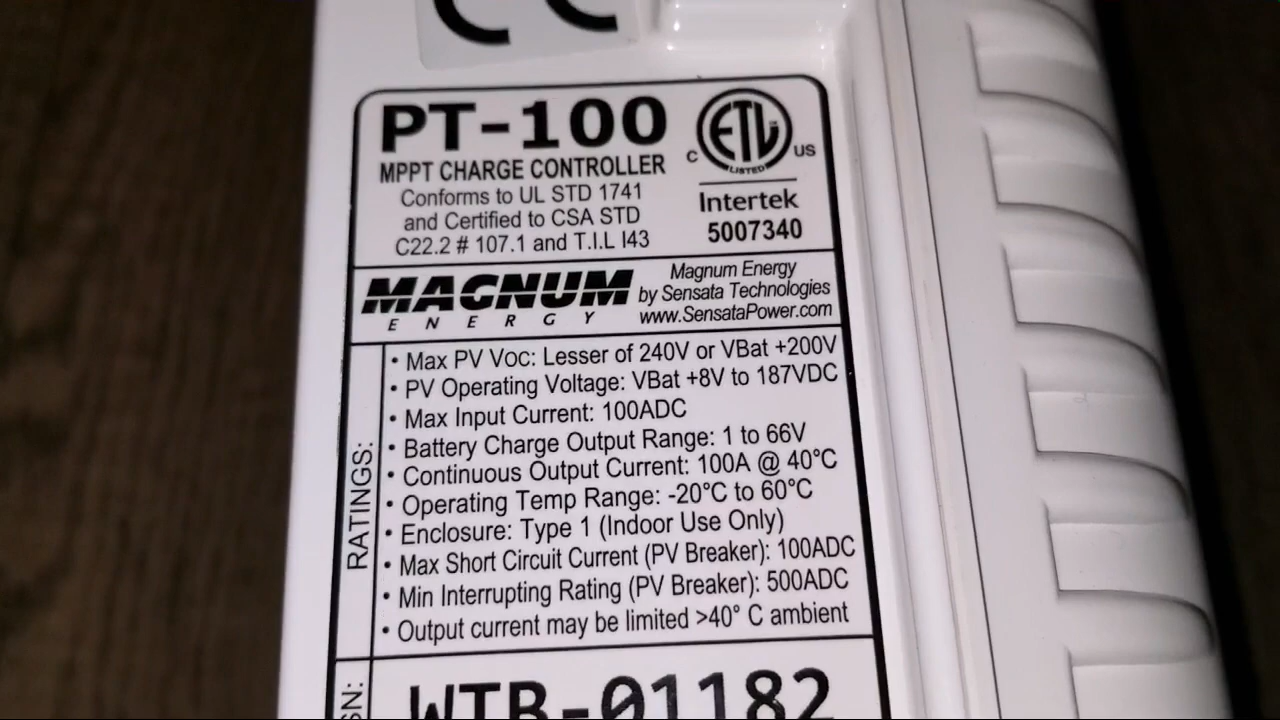 CE
PT-100
MPPT CHARGE CONTROLLER
Conforms to UL STD 1741
and Certified to CSA STD
C22.2 # 107.1 and T.I.L I43
C ETL US
LISTED
Intertek
5007340
MAGNUM
ENERGY
Magnum Energy
by Sensata Technologies
www.SensataPower.com
RATINGS:
• Max PV Voc: Lesser of 240V or VBat +200V
• PV Operating Voltage: VBat +8V to 187VDC
• Max Input Current: 100ADC
• Battery Charge Output Range: 1 to 66V
• Continuous Output Current: 100A @ 40°C
• Operating Temp Range: -20°C to 60°C
• Enclosure: Type 1 (Indoor Use Only)
• Max Short Circuit Current (PV Breaker): 100ADC
• Min Interrupting Rating (PV Breaker): 500ADC
• Output current may be limited >40° C ambient
SN:
WTB-01182